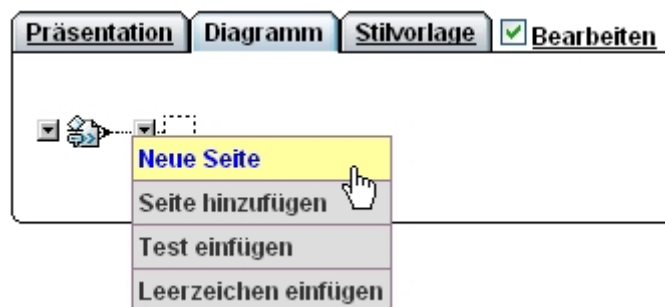 Präsentation Diagramm Stilvorlage Bearbeiten
Neue Seite
Seite hinzufügen
Test einfügen
Leerzeichen einfügen